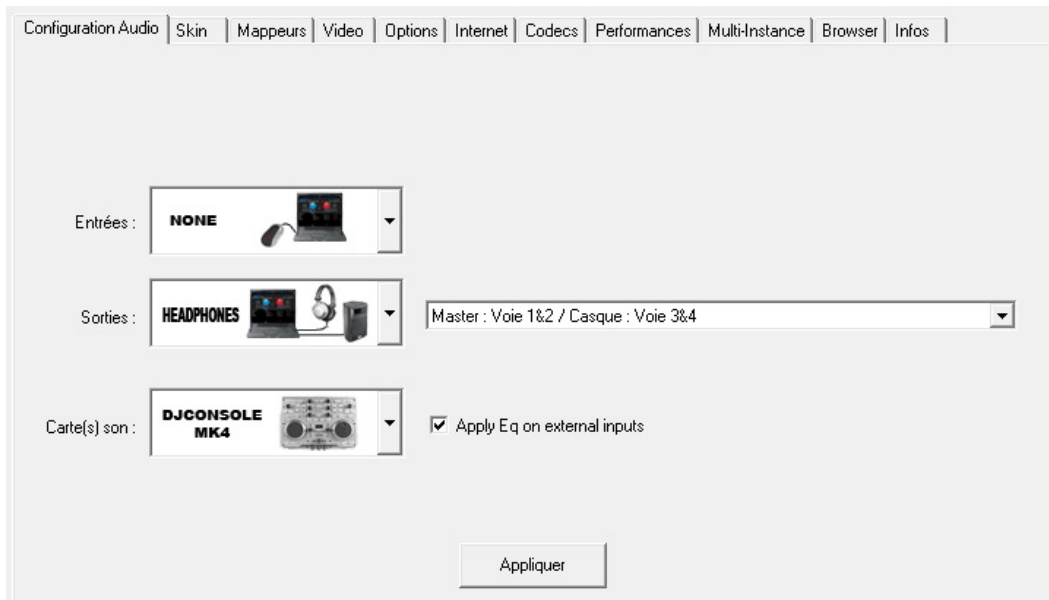 Configuration Audio Skin Mappeurs Video Options Internet Codecs Performances Multi-Instance Browser Infos
Entrées : NONE
Sorties : HEADPHONES Master : Voie 1&2 / Casque : Voie 3&4
Carte(s) son : DJCONSOLE
MK4 Apply Eq on external inputs
Appliquer